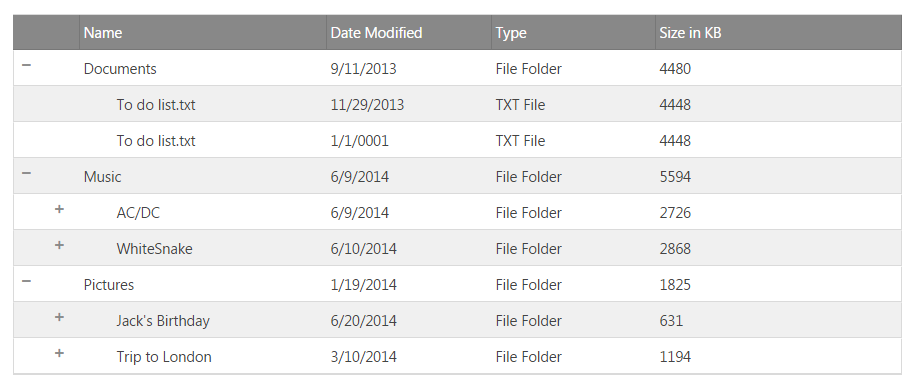 Name Date Modified Type Size in KB
− Documents 9/11/2013 File Folder 4480
To do list.txt 11/29/2013 TXT File 4448
To do list.txt 1/1/0001 TXT File 4448
− Music 6/9/2014 File Folder 5594
+ AC/DC 6/9/2014 File Folder 2726
+ WhiteSnake 6/10/2014 File Folder 2868
− Pictures 1/19/2014 File Folder 1825
+ Jack's Birthday 6/20/2014 File Folder 631
+ Trip to London 3/10/2014 File Folder 1194